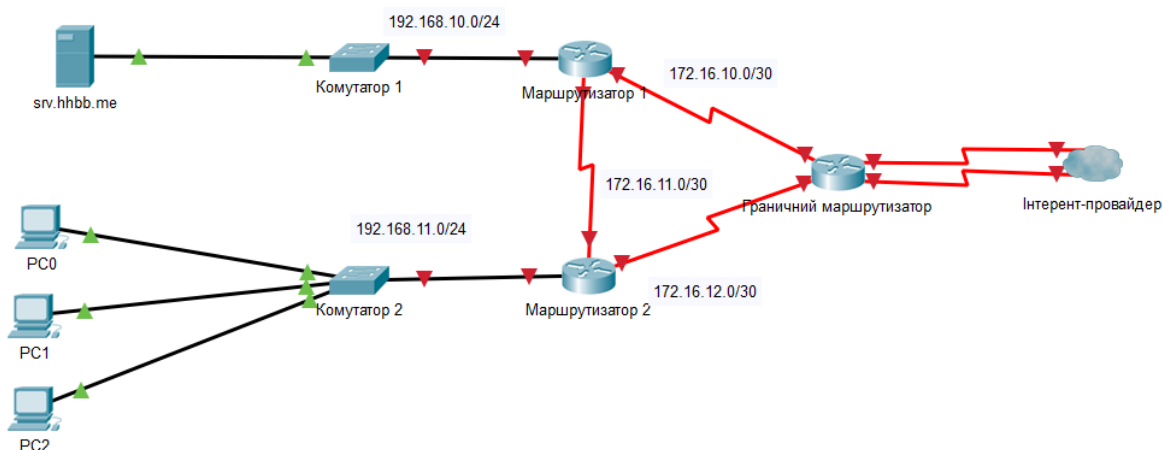 192.168.10.0/24
srv.hhbb.me
Комутатор 1
Маршрутизатор 1
172.16.10.0/30
172.16.11.0/30
Граничний маршрутизатор
Інтерент-провайдер
192.168.11.0/24
PC0
Комутатор 2
Маршрутизатор 2
172.16.12.0/30
PC1
PC2